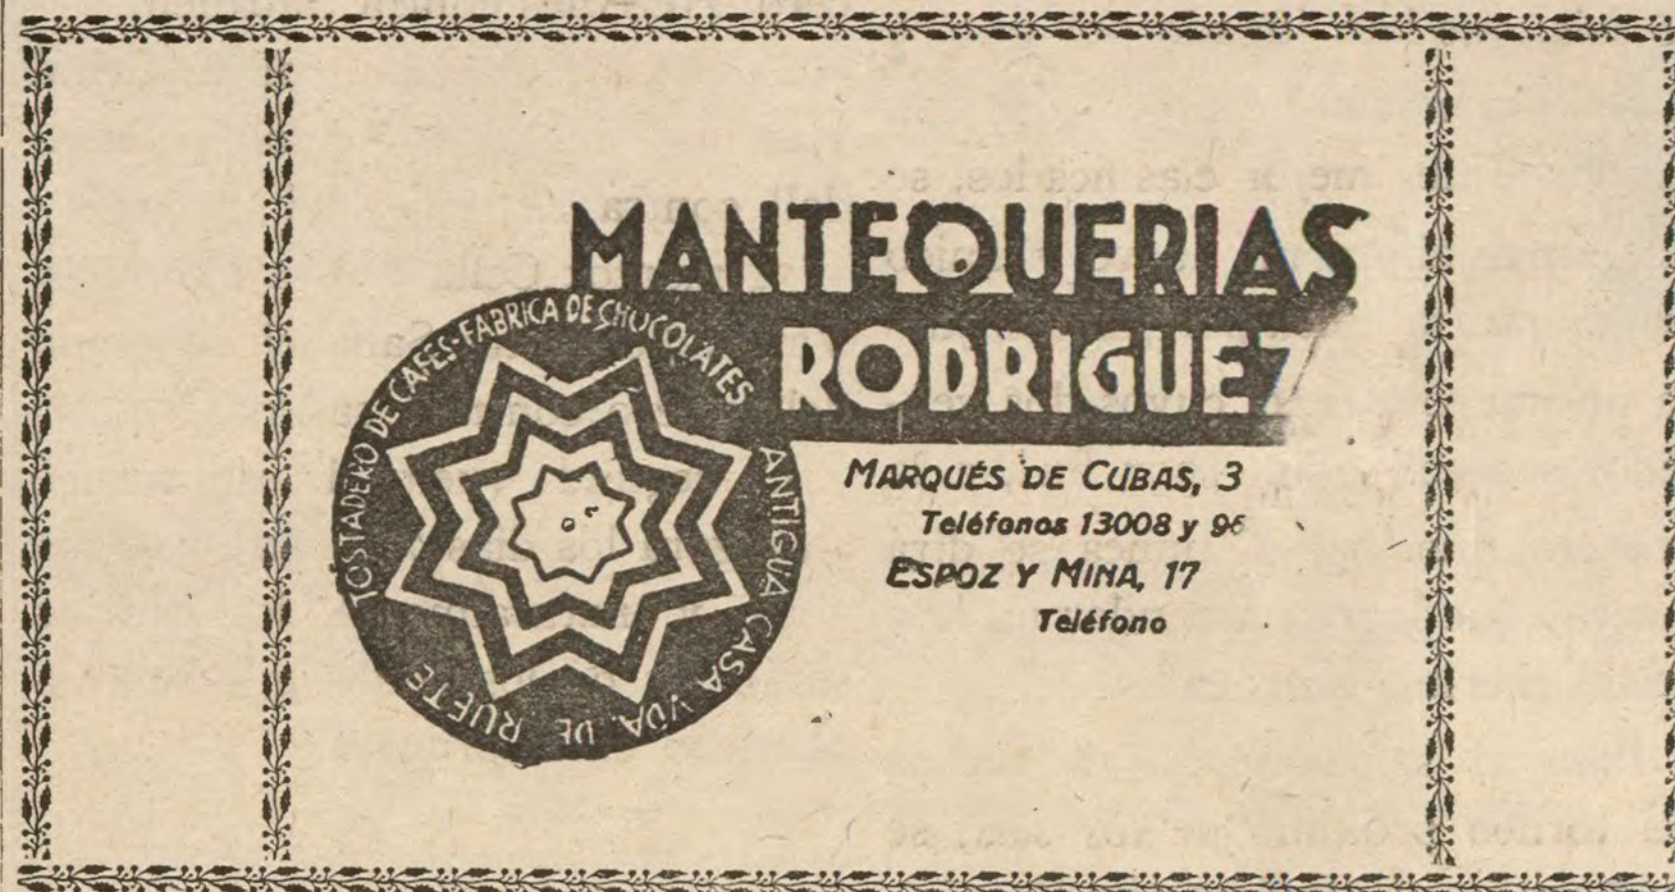 MANTEQUERIAS
RODRIGUEZ
TOSTADERO DE CAFES-FABRICA DE CHOCOLATES
ANTIGUA CASA VDA. DE RUETE
MARQUÉS DE CUBAS, 3
Teléfonos 13008 y
ESPOZ Y MINA, 17
Teléfono